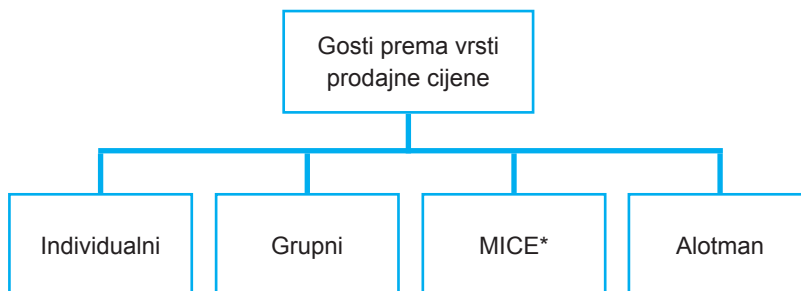 Gosti prema vrsti
prodajne cijene
Individualni
Grupni
MICE*
Alotman